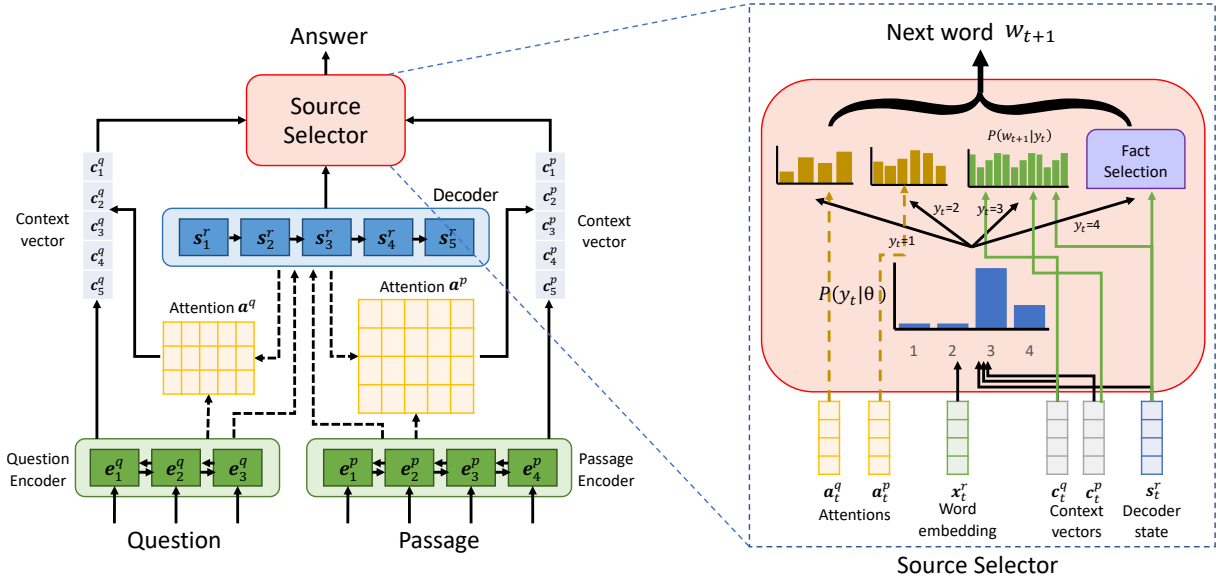 Answer
Source
Selector
c_1^q
c_2^q
c_3^q
c_4^q
c_5^q
Context
vector
c_1^p
c_2^p
c_3^p
c_4^p
c_5^p
Context
vector
Decoder
s_1^r
s_2^r
s_3^r
s_4^r
s_5^r
Attention a^q
Attention a^p
Question
Encoder
e_1^q
e_2^q
e_3^q
e_1^p
e_2^p
e_3^p
e_4^p
Passage
Encoder
Question
Passage
Next word w_{t+1}
P(w_{t+1}|y_t)
Fact
Selection
y_t=1
y_t=2
y_t=3
y_t=4
P(y_t|θ)
1 2 3 4
a_t^q
a_t^p
Attentions
x_t^r
Word
embedding
c_t^q
c_t^p
Context
vectors
s_t^r
Decoder
state
Source Selector